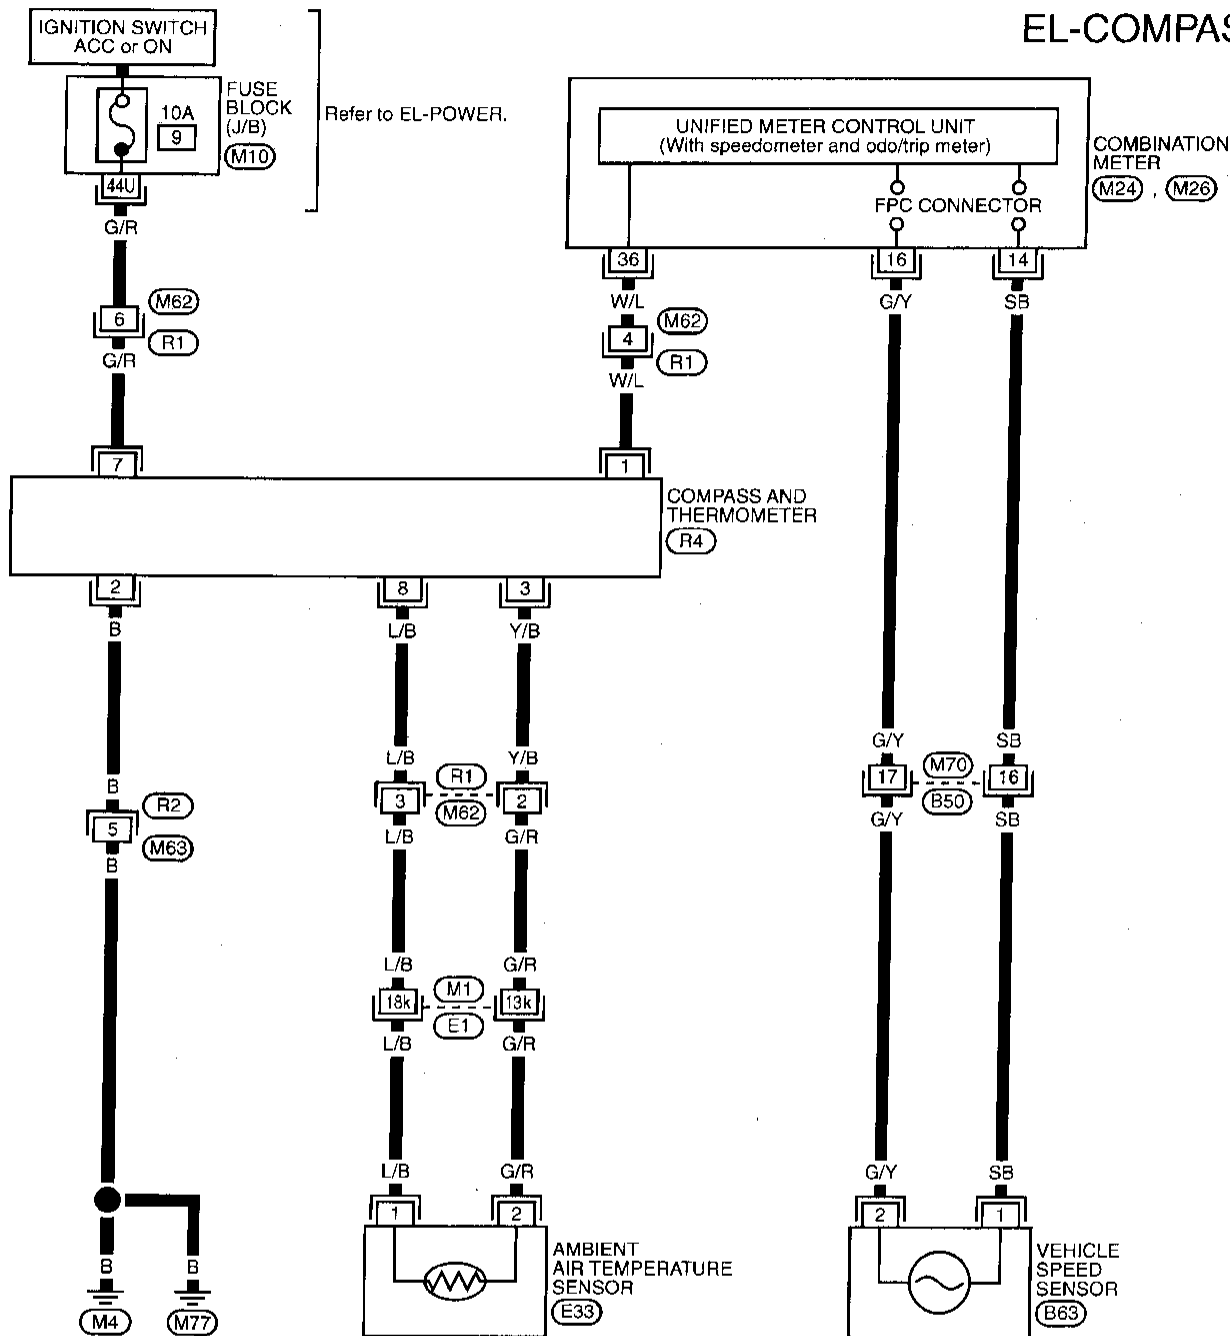 EL-COMPAS
IGNITION SWITCH
ACC or ON
FUSE
BLOCK
(J/B)
M10
10A
9
44U
Refer to EL-POWER.
UNIFIED METER CONTROL UNIT
(With speedometer and odo/trip meter)
FPC CONNECTOR
COMBINATION
METER
M24 , M26
36 16 14
G/R
W/L G/Y SB
6 M62
R1
4 M62
R1
G/R
W/L
7 1
COMPASS AND
THERMOMETER
R4
2 8 3
B L/B Y/B
L/B Y/B
G/Y SB
3 R1 2
M62
17 M70 16
B50
B
5 R2
M63
L/B G/R
G/Y SB
B
L/B G/R
18k M1 13k
E1
L/B G/R
L/B G/R
G/Y SB
1 2
2 1
AMBIENT
AIR TEMPERATURE
SENSOR
E33
VEHICLE
SPEED
SENSOR
B63
B B
M4 M77